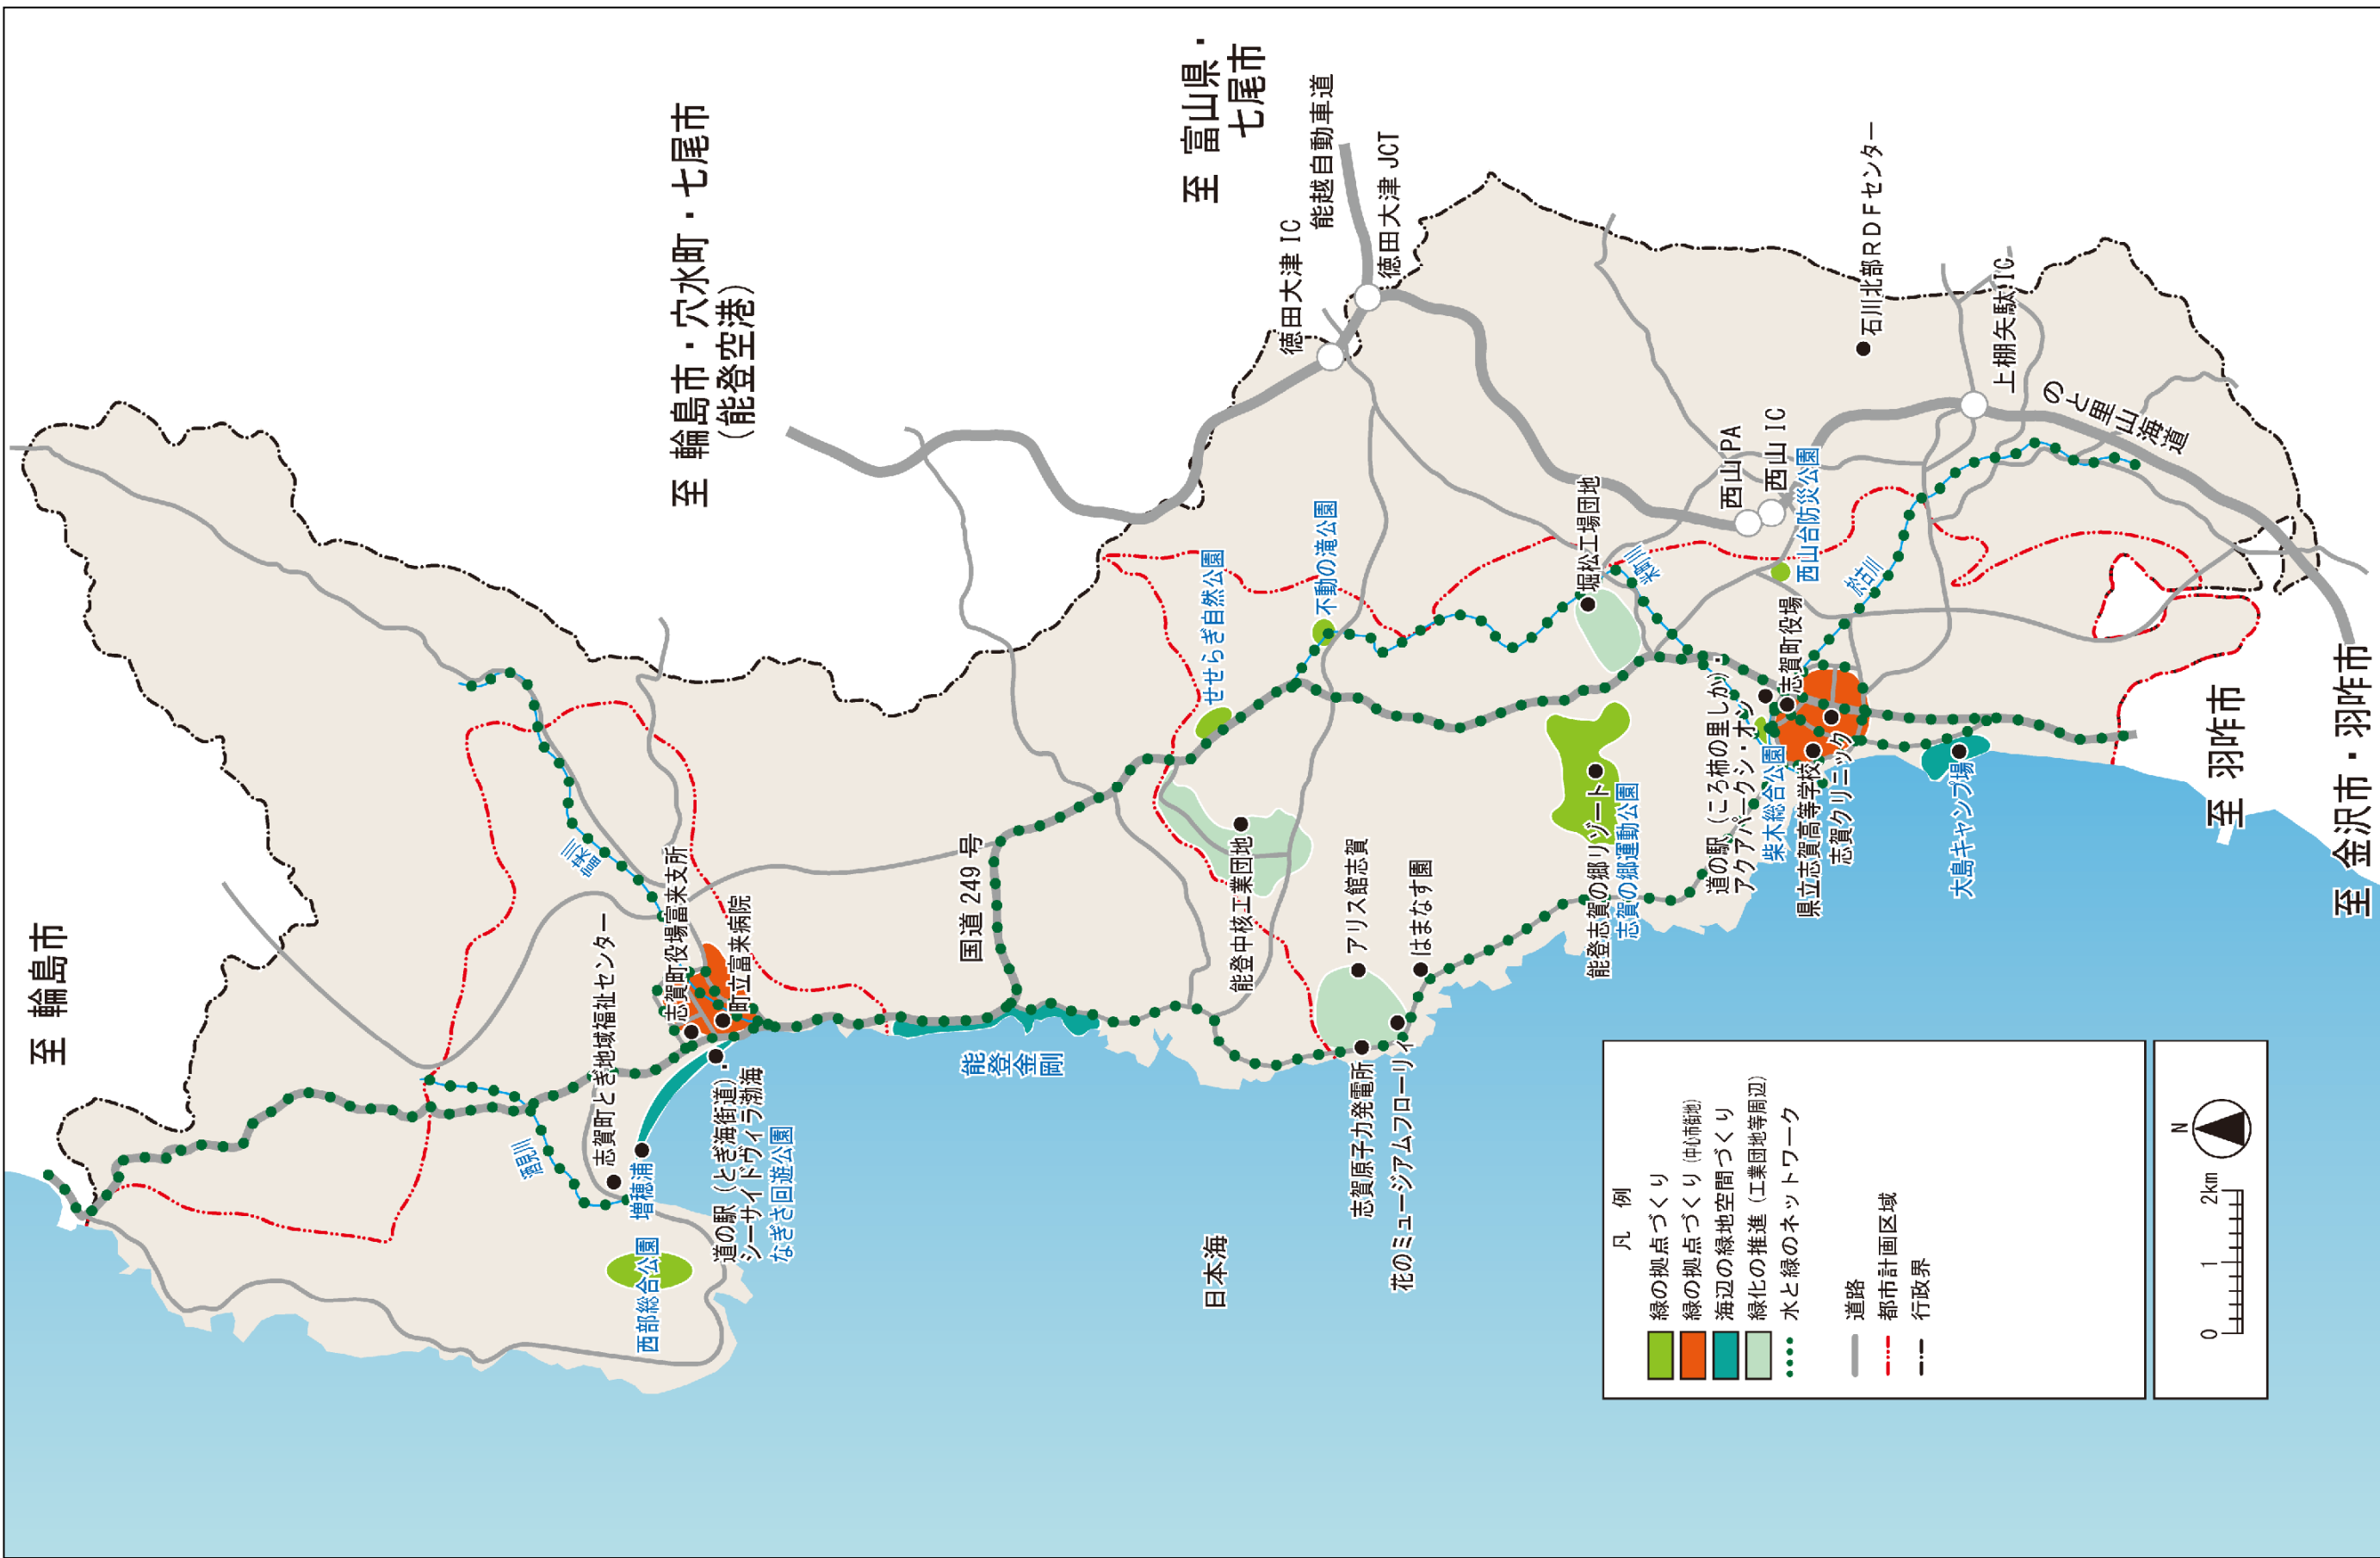 至 輪島市
至 輪島市・穴水町・七尾市
（能登空港）
至 富山県・
七尾市
能越自動車道
徳田大津 IC
徳田大津 JCT
石川北部ＲＤＦセンター
上棚矢駄 IC
のと里山海道
西山 PA
西山 IC
西山台防災公園
堀松工場団地
米町川
於古川
不動の滝公園
せせらぎ自然公園
国道 249 号
富来川
志賀町役場富来支所
町立富来病院
志賀町とぎ地域福祉センター
酒見川
増穂浦
西部総合公園
道の駅（とぎ海街道）・
シーサイドヴィラ渤海
なぎさ回遊公園
能登金剛
能登中核工業団地
アリス館志賀
はまなす園
志賀原子力発電所
花のミュージアムフローリィ
能登志賀の郷リゾート
志賀の郷運動公園
道の駅（ころ柿の里しか）・
アクアパークシ・オン
柴木総合公園
志賀町役場
県立志賀高等学校
志賀クリニック
大島キャンプ場
日本海
至 羽咋市
至 金沢市・羽咋市
凡 例
緑の拠点づくり
緑の拠点づくり（中心市街地）
海辺の緑地空間づくり
緑化の推進（工業団地等周辺）
水と緑のネットワーク
道路
都市計画区域
行政界
N
0 1 2km